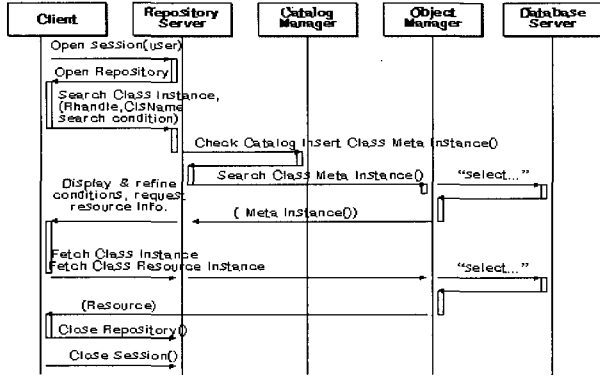 Client
Repository
Server
Catalog
Manager
Object
Manager
Database
Server
Open Session(user)
Open Repository
Search Class Instance,
(Rhandle,ClsName
search condition)
Check Catalog Insert Class Meta Instance()
Search Class Meta Instance()
"select..."
Display & refine
conditions, request
resource Info.
( Meta Instance())
Fetch Class Instance
Fetch Class Resource Instance
"select..."
(Resource)
Close Repository()
Close Session()